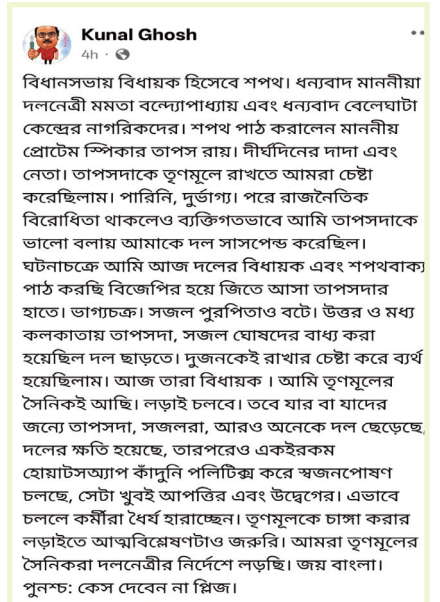 Kunal Ghosh
4h ·
বিধানসভায় বিধায়ক হিসেবে শপথ। ধন্যবাদ মাননীয়া
দলনেত্রী মমতা বন্দ্যোপাধ্যায় এবং ধন্যবাদ বেলেঘাটা
কেন্দ্রের নাগরিকদের। শপথ পাঠ করালেন মাননীয়
প্রোটেম স্পিকার তাপস রায়। দীর্ঘদিনের দাদা এবং
নেতা। তাপসদাকে তৃণমূলে রাখতে আমরা চেষ্টা
করেছিলাম। পারিনি, দুর্ভাগ্য। পরে রাজনৈতিক
বিরোধিতা থাকলেও ব্যক্তিগতভাবে আমি তাপসদাকে
ভালো বলায় আমাকে দল সাসপেন্ড করেছিল।
ঘটনাচক্রে আমি আজ দলের বিধায়ক এবং শপথবাক্য
পাঠ করছি বিজেপির হয়ে জিতে আসা তাপসদার
হাতে। ভাগ্যচক্র। সজল পুরপিতাও বটে। উত্তর ও মধ্য
কলকাতায় তাপসদা, সজল ঘোষদের বাধ্য করা
হয়েছিল দল ছাড়তে। দুজনকেই রাখার চেষ্টা করে ব্যর্থ
হয়েছিলাম। আজ তারা বিধায়ক । আমি তৃণমূলের
সৈনিকই আছি। লড়াই চলবে। তবে যার বা যাদের
জন্যে তাপসদা, সজলরা, আরও অনেকে দল ছেড়েছে,
দলের ক্ষতি হয়েছে, তারপরেও একইরকম
হোয়াটসঅ্যাপ কাঁদুনি পলিটিক্স করে স্বজনপোষণ
চলছে, সেটা খুবই আপত্তির এবং উদ্বেগের। এভাবে
চললে কর্মীরা ধৈর্য হারাচ্ছেন। তৃণমূলকে চাঙ্গা করার
লড়াইতে আত্মবিশ্লেষণটাও জরুরি। আমরা তৃণমূলের
সৈনিকরা দলনেত্রীর নির্দেশে লড়ছি। জয় বাংলা।
পুনশ্চ: কেস দেবেন না প্লিজ।